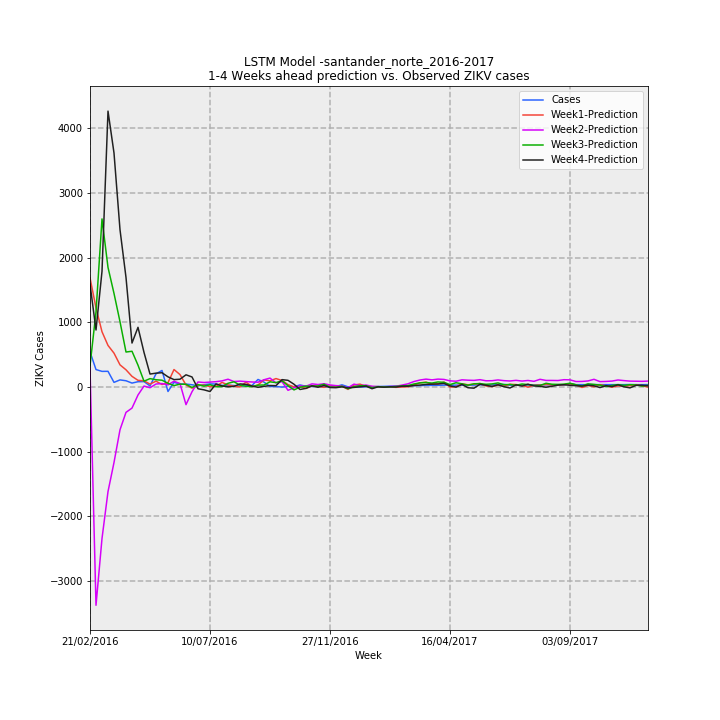 LSTM Model -santander_norte_2016-2017
1-4 Weeks ahead prediction vs. Observed ZIKV cases
Cases
Week1-Prediction
Week2-Prediction
Week3-Prediction
Week4-Prediction
4000
3000
2000
1000
0
−1000
−2000
−3000
ZIKV Cases
21/02/2016
10/07/2016
27/11/2016
16/04/2017
03/09/2017
Week